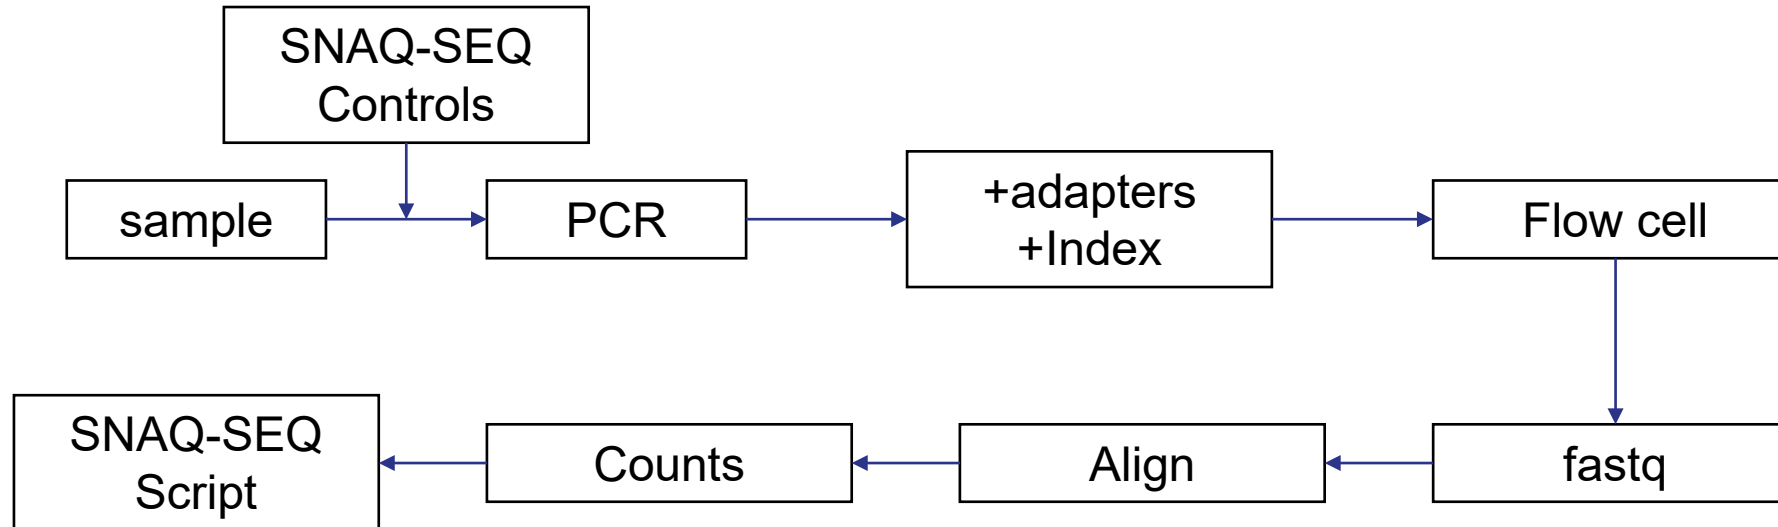 SNAQ-SEQ
Controls
sample
PCR
+adapters
+Index
Flow cell
fastq
Align
Counts
SNAQ-SEQ
Script